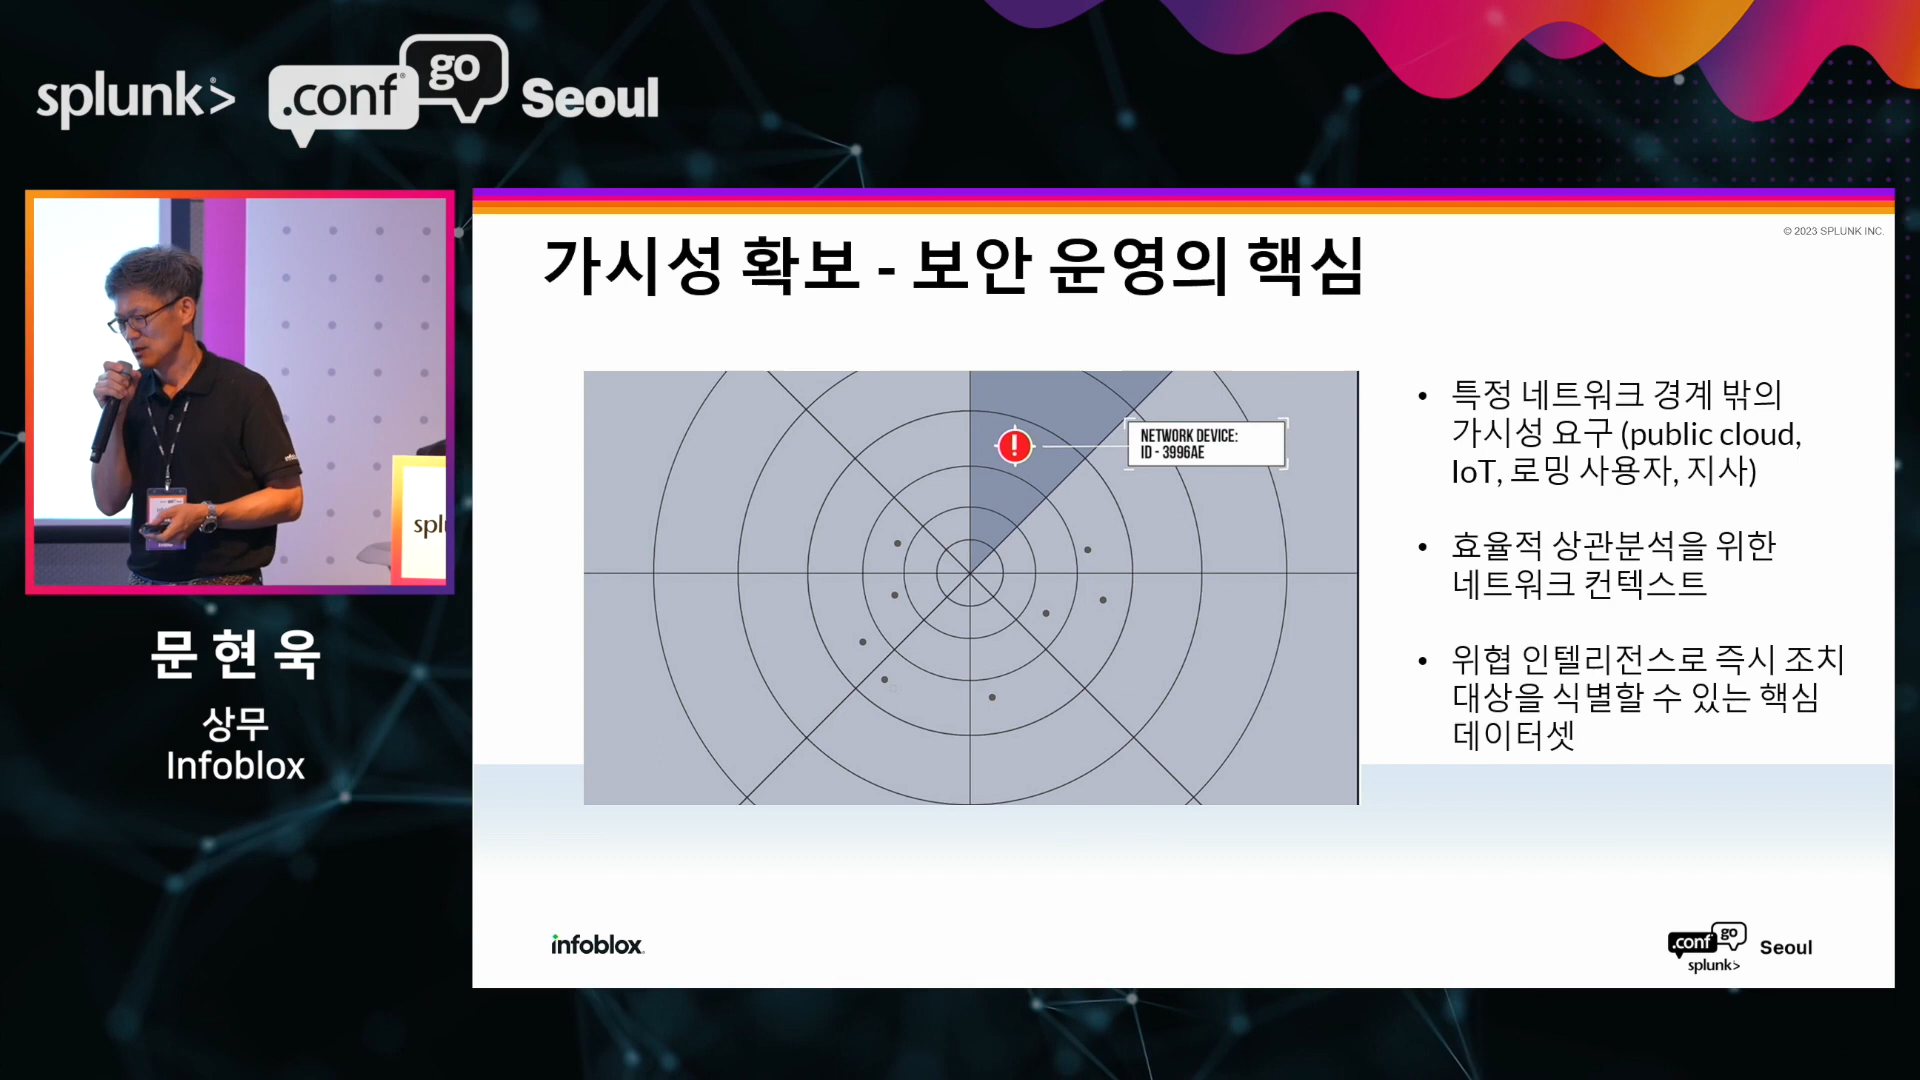 splunk>
.conf
go
Seoul
© 2023 SPLUNK INC.
가시성 확보 - 보안 운영의 핵심
NETWORK DEVICE:
ID - 3996AE
• 특정 네트워크 경계 밖의
가시성 요구 (public cloud,
IoT, 로밍 사용자, 지사)
• 효율적 상관분석을 위한
네트워크 컨텍스트
• 위협 인텔리전스로 즉시 조치
대상을 식별할 수 있는 핵심
데이터셋
spl
문 현 욱
상무
Infoblox
infoblox
.conf
go
splunk>
Seoul